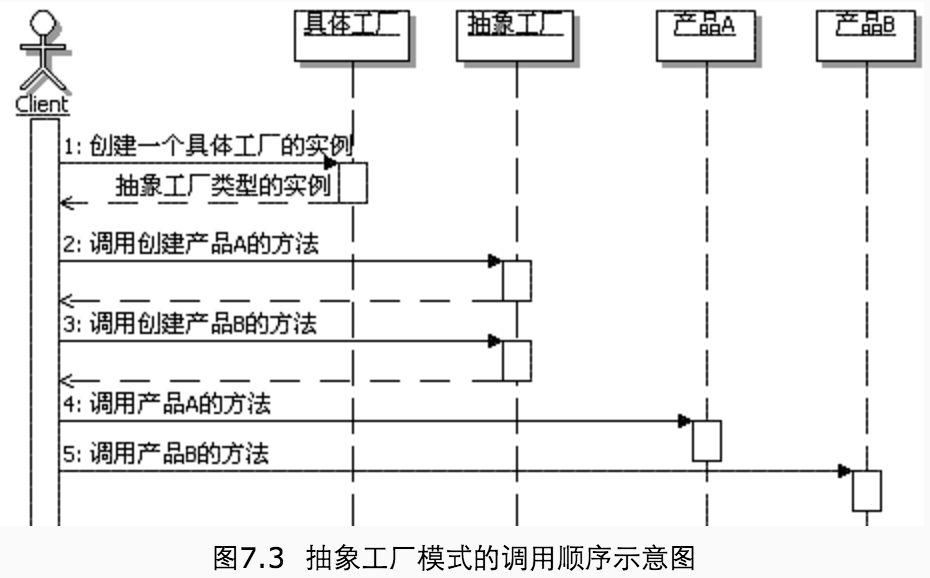 具体工厂 抽象工厂 产品A 产品B
Client
1: 创建一个具体工厂的实例
抽象工厂类型的实例
2: 调用创建产品A的方法
3: 调用创建产品B的方法
4: 调用产品A的方法
5: 调用产品B的方法
图7.3 抽象工厂模式的调用顺序示意图